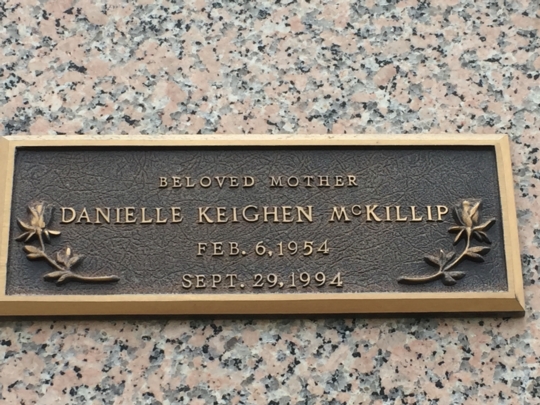 BELOVED MOTHER
DANIELLE KEIGHEN McKILLIP
FEB. 6, 1954
SEPT. 29, 1994